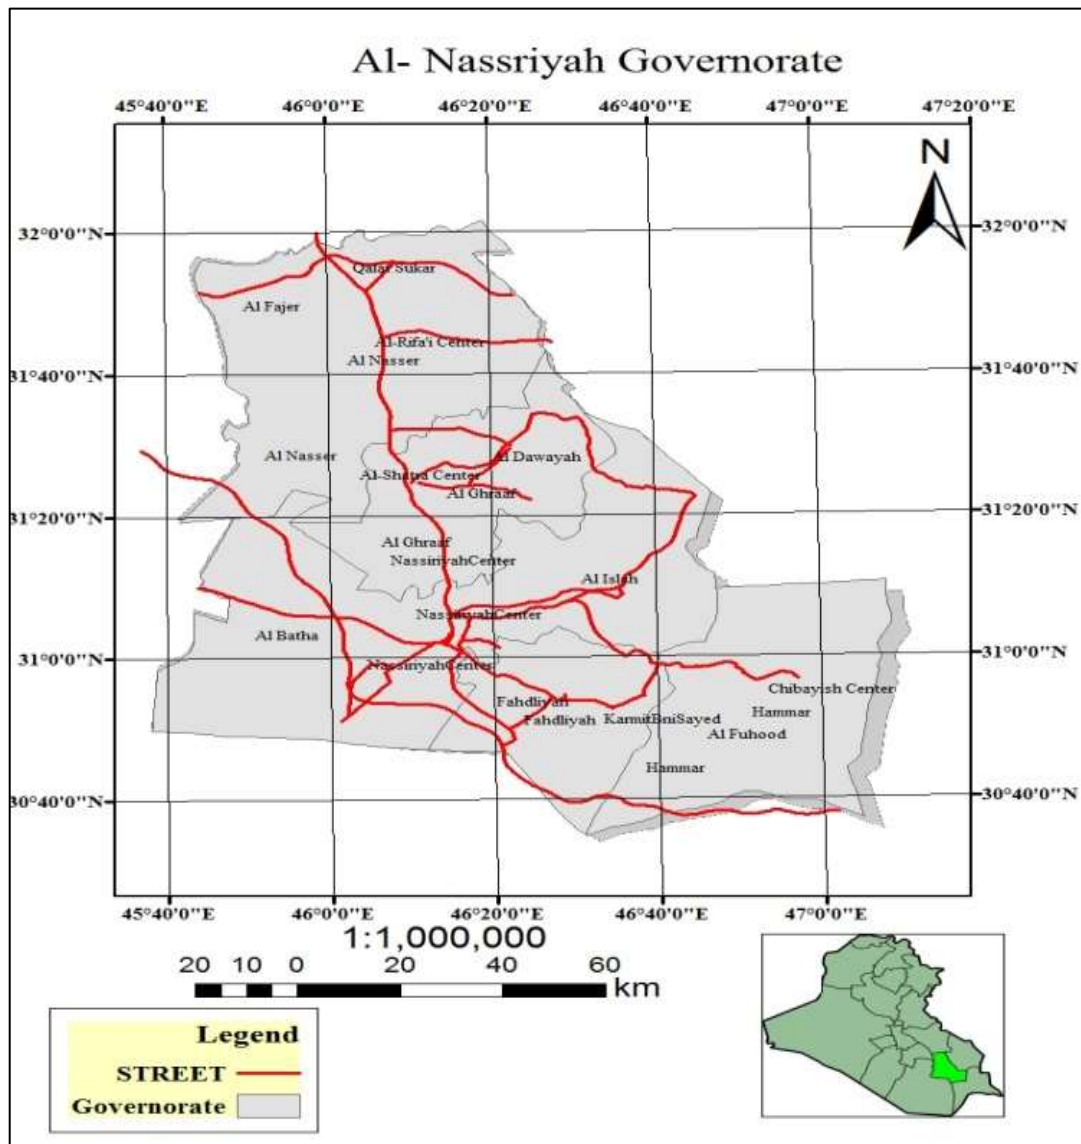 Al- Nassriyah Governorate
45°40'0"E 46°0'0"E 46°20'0"E 46°40'0"E 47°0'0"E 47°20'0"E
N
32°0'0"N 32°0'0"N
Qalat Sukar
Al Fajer
Al-Rifa'i Center
Al Nasser
31°40'0"N 31°40'0"N
Al Nasser
Al Dawayah
Al-Shatra Center
Al Ghraaf
31°20'0"N 31°20'0"N
Al Ghraaf
NassiriyahCenter
Al Islah
NassiriyahCenter
Al Batha
31°0'0"N 31°0'0"N
NassiriyahCenter
Chibayish Center
Fahdliyah
Hammar
Fahdliyah
KarmitBniSayed
Al Fuhood
Hammar
30°40'0"N 30°40'0"N
45°40'0"E 46°0'0"E 46°20'0"E 46°40'0"E 47°0'0"E
1:1,000,000
20 10 0 20 40 60
km
Legend
STREET
Governorate